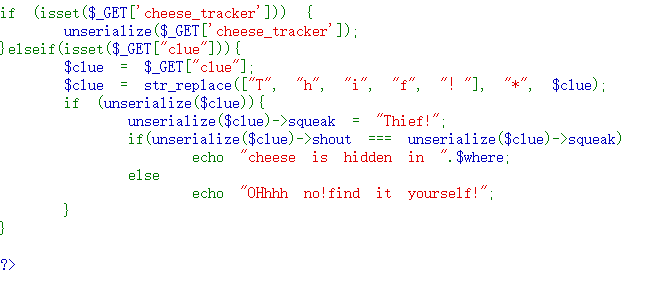 if (isset($_GET['cheese_tracker'])) {
unserialize($_GET['cheese_tracker']);
}elseif(isset($_GET["clue"])){
$clue = $_GET["clue"];
$clue = str_replace(["T", "h", "i", "f", "! "], "*", $clue);
if (unserialize($clue)){
unserialize($clue)->squeak = "Thief!";
if(unserialize($clue)->shout === unserialize($clue)->squeak)
echo "cheese is hidden in ".$where;
else
echo "OHhhh no!find it yourself!";
}
}
?>